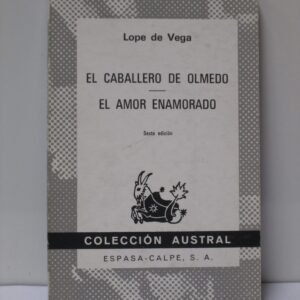 Lope de Vega
EL CABALLERO DE OLMEDO
EL AMOR ENAMORADO
Sexta edición
COLECCIÓN AUSTRAL
ESPASA-CALPE, S. A.